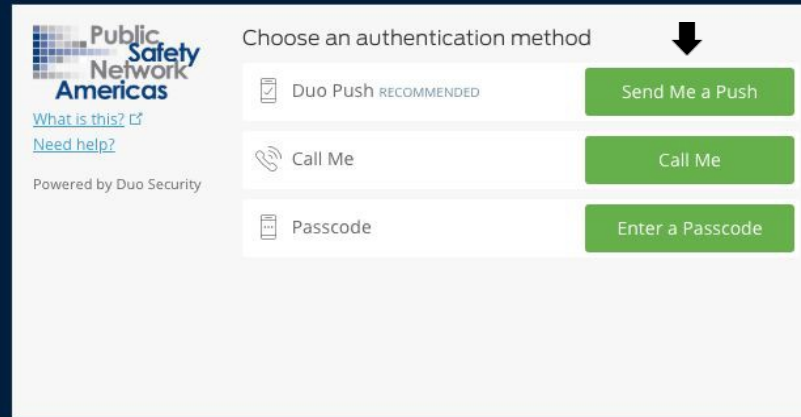 Public
Safety
Network
Americas
What is this?
Need help?
Powered by Duo Security
Choose an authentication method
Duo Push RECOMMENDED
Send Me a Push
Call Me
Call Me
Passcode
Enter a Passcode